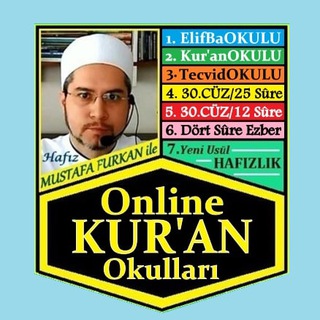 1. ElifBaOKULU
2. Kur'anOKULU
3.TecvidOKULU
4. 30.CÜZ/25 Sûre
5. 30.CÜZ/12 Sûre
6. Dört Sûre Ezber
7.Yeni Usûl
HAFIZLIK
Hafız
MUSTAFA FURKAN ile
Online
KUR'AN
Okulları